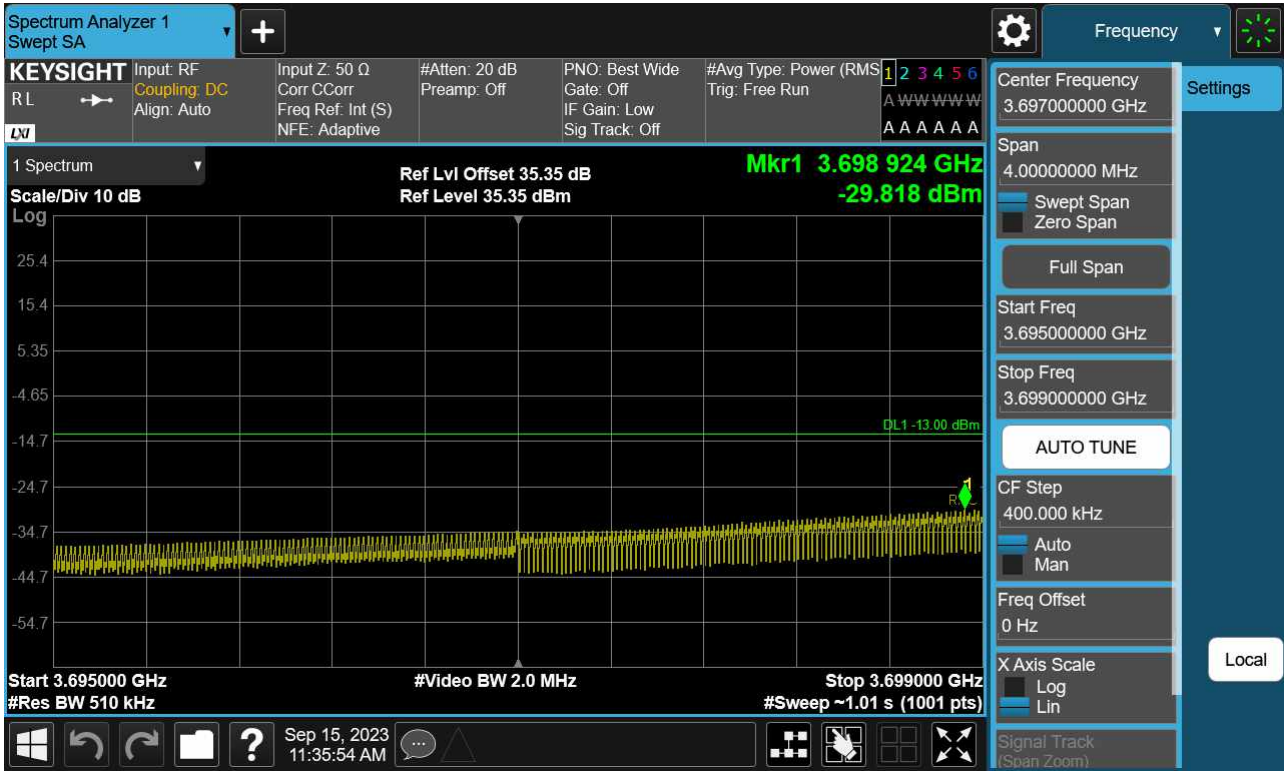 Spectrum Analyzer 1
Swept SA
+
Frequency
KEYSIGHT
RL
LXI
Input: RF
Coupling: DC
Align: Auto
Input Z: 50 Ω
Corr CCorr
Freq Ref: Int (S)
NFE: Adaptive
#Atten: 20 dB
Preamp: Off
PNO: Best Wide
Gate: Off
IF Gain: Low
Sig Track: Off
#Avg Type: Power (RMS
Trig: Free Run
1 2 3 4 5 6
A W W W W W
A A A A A A
1 Spectrum
Scale/Div 10 dB
Log
Ref Lvl Offset 35.35 dB
Ref Level 35.35 dBm
Mkr1 3.698 924 GHz
-29.818 dBm
25.4
15.4
5.35
-4.65
-14.7
-24.7
-34.7
-44.7
-54.7
DL1 -13.00 dBm
1
Start 3.695000 GHz
#Res BW 510 kHz
#Video BW 2.0 MHz
Stop 3.699000 GHz
#Sweep ~1.01 s (1001 pts)
Center Frequency
3.697000000 GHz
Settings
Span
4.00000000 MHz
Swept Span
Zero Span
Full Span
Start Freq
3.695000000 GHz
Stop Freq
3.699000000 GHz
AUTO TUNE
CF Step
400.000 kHz
Auto
Man
Freq Offset
0 Hz
X Axis Scale
Log
Lin
Local
Signal Track
(Span Zoom)
?
Sep 15, 2023
11:35:54 AM